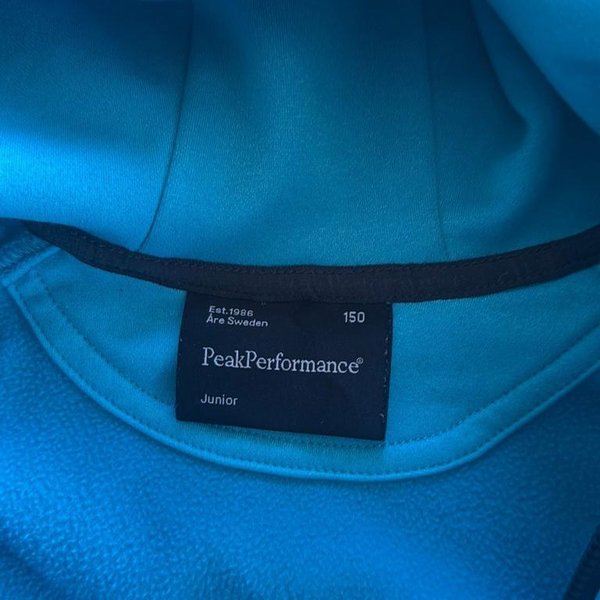 Est.1986
Åre Sweden
150
PeakPerformance®
Junior